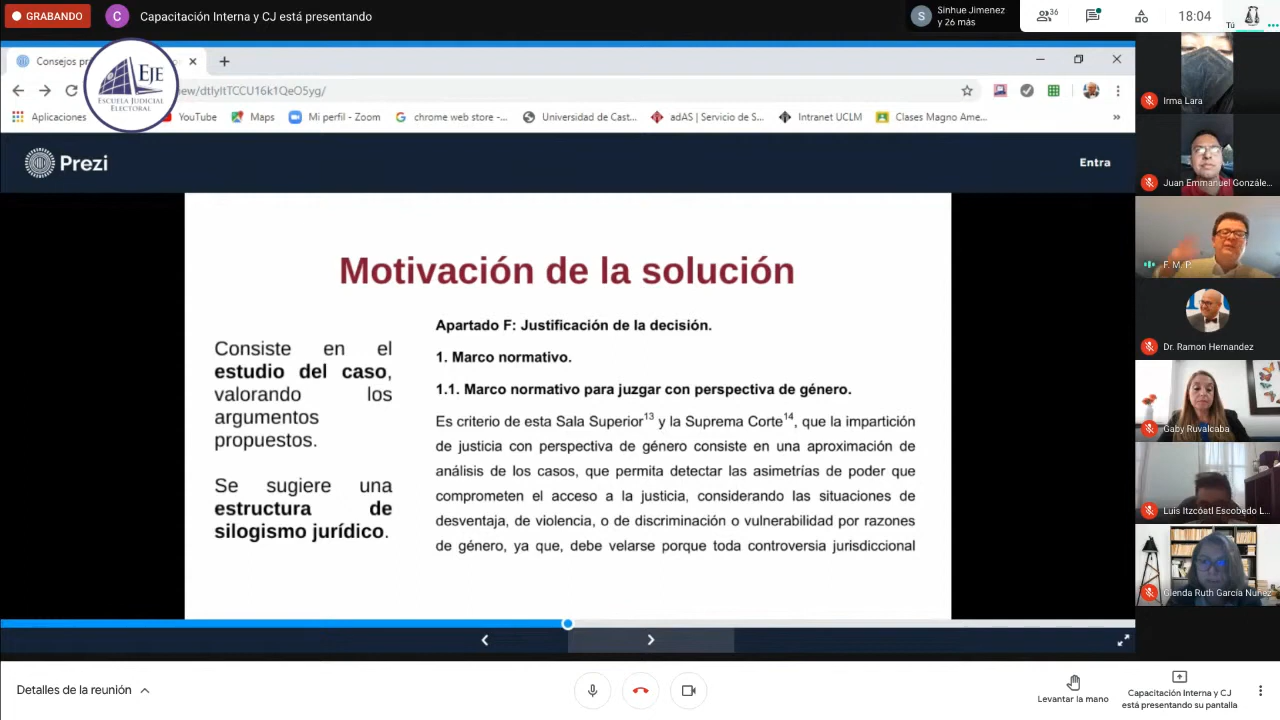 GRABANDO
C
Capacitación Interna y CJ está presentando
S
Sinhue Jimenez
y 26 más
36
18:04
Tú
Consejos pr
EJE
ESCUELA JUDICIAL
ELECTORAL
ew/dtIyItTCCU16k1QeO5yg/
Aplicaciones
YouTube
Maps
Mi perfil - Zoom
chrome web store -...
Universidad de Cast...
adAS | Servicio de S...
Intranet UCLM
Clases Magno Ame...
»
Prezi
Entra
Motivación de la solución
Consiste en el
estudio del caso,
valorando los
argumentos
propuestos.
Se sugiere una
estructura de
silogismo jurídico.
Apartado F: Justificación de la decisión.
1. Marco normativo.
1.1. Marco normativo para juzgar con perspectiva de género.
Es criterio de esta Sala Superior13 y la Suprema Corte14, que la impartición
de justicia con perspectiva de género consiste en una aproximación de
análisis de los casos, que permita detectar las asimetrías de poder que
comprometen el acceso a la justicia, considerando las situaciones de
desventaja, de violencia, o de discriminación o vulnerabilidad por razones
de género, ya que, debe velarse porque toda controversia jurisdiccional
Irma Lara
Juan Emmanuel Gonzále...
F. M. P.
Dr. Ramon Hernandez
Gaby Ruvalcaba
Luis Itzcóatl Escobedo L...
Glenda Ruth García Nuñez
Detalles de la reunión
Levantar la mano
Capacitación Interna y CJ
está presentando su pantalla